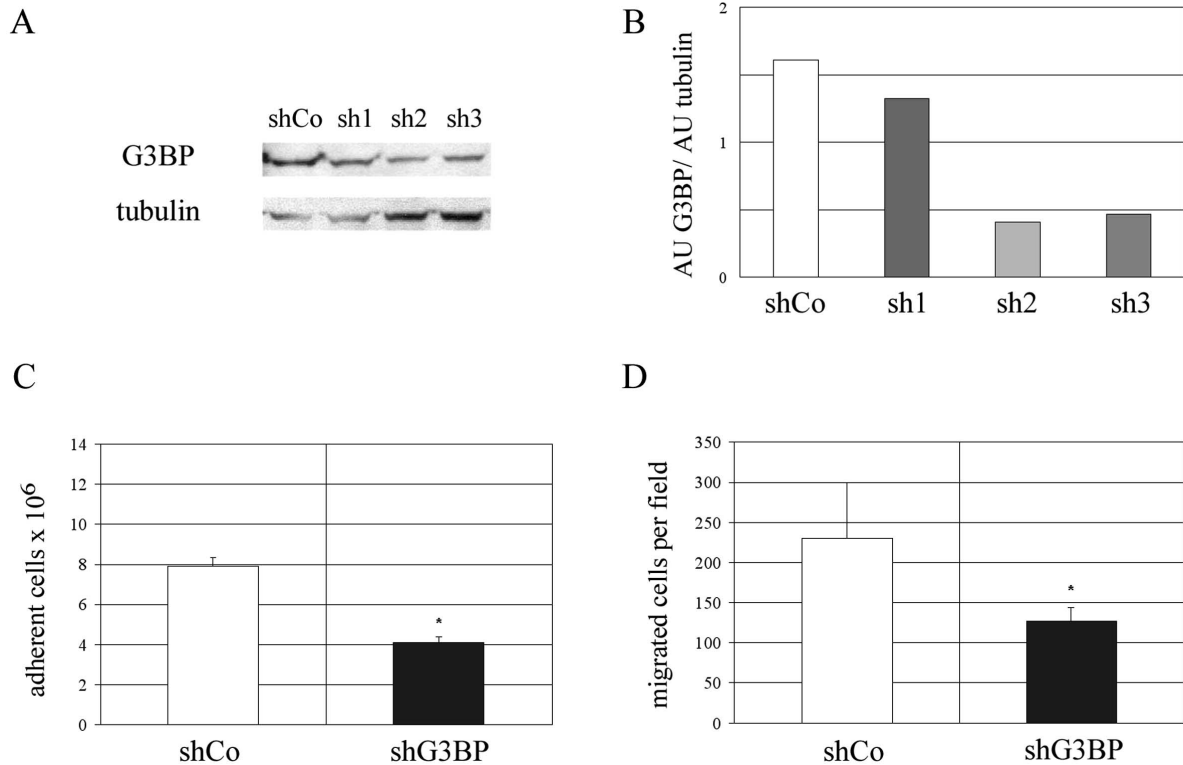 A
shCo sh1 sh2 sh3
G3BP
tubulin
B
AU G3BP/ AU tubulin
2
1
0
shCo sh1 sh2 sh3
C
adherent cells x 10⁶
14
12
10
8
6
4
2
0
*
shCo shG3BP
D
migrated cells per field
350
300
250
200
150
100
50
0
*
shCo shG3BP